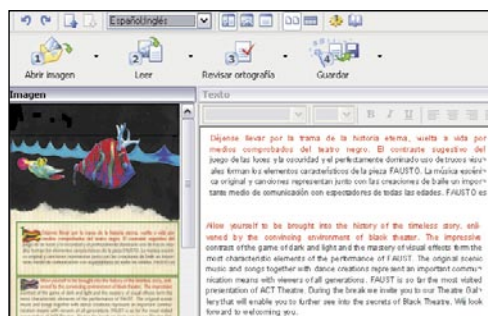 Español;Inglés
1 2 3 4
Abrir imagen Leer Revisar ortografía Guardar
Imagen
Texto
B I U
Déjense llevar por la trama de la historia eterna, vuelta a vida por
medios comprobados del teatro negro. El contraste sugestivo del
juego de las luces y la oscuridad y el perfectamente dominado uso de trucos visu-
ales forman los elementos característicos de la pieza FAUSTO. La música escéni-
ca original y canciones representan junto con las creaciones de baile un impor-
tante medio de comunicación con espectadores de todas las edades. FAUSTO es
Allow yourself to be brought into the history of the timeless story, enli-
vened by the convincing environment of black theater. The impressive
contrast of the game of dark and light and the mastery of visual effects form the
most characteristic elements of the performance of FAUST. The original scenic
music and songs together with dance creations represent an important commu-
nication means with viewers of all generations. FAUST is so far the most visited
presentation of ACT Theatre. During the break we invite you to our Theatre Gal-
lery that will enable you to further see into the secrets of Black Theatre. We look
forward to welcoming you.